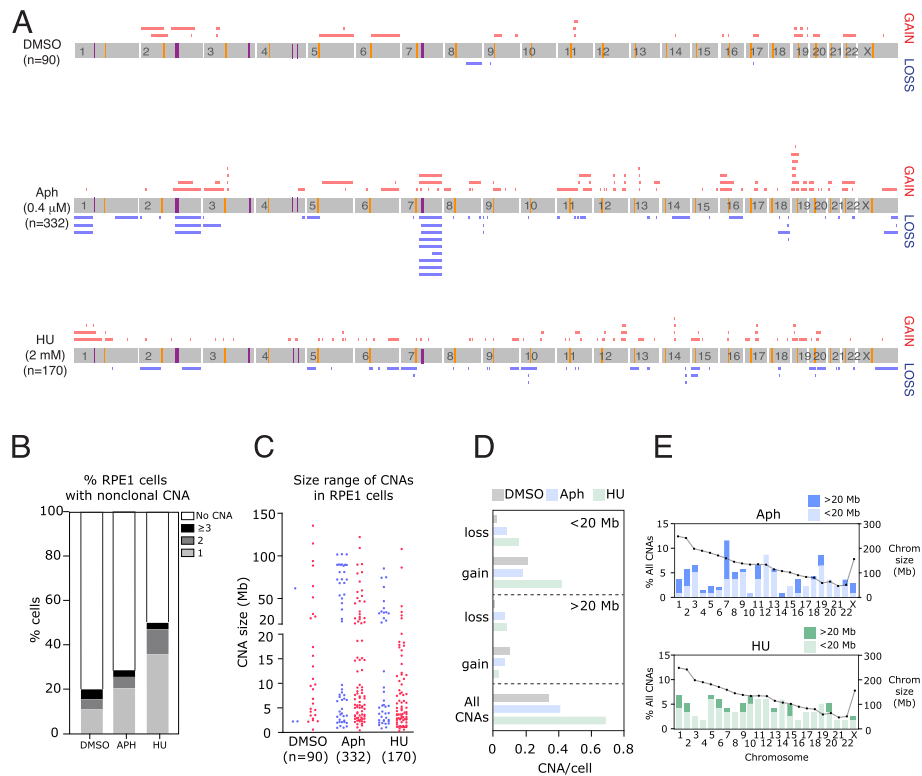 A
DMSO
(n=90)
1 2 3 4 5 6 7 8 9 10 11 12 13 14 15 16 17 18 19 20 21 22 X
GAIN
LOSS
Aph
(0.4 μM)
(n=332)
1 2 3 4 5 6 7 8 9 10 11 12 13 14 15 16 17 18 19 20 21 22 X
GAIN
LOSS
HU
(2 mM)
(n=170)
1 2 3 4 5 6 7 8 9 10 11 12 13 14 15 16 17 18 19 20 21 22 X
GAIN
LOSS
B
% RPE1 cells
with nonclonal CNA
% cells
100
80
60
40
20
0
No CNA
≥3
2
1
DMSO APH HU
C
Size range of CNAs
in RPE1 cells
CNA size (Mb)
150
100
50
20
20
15
10
5
0
DMSO Aph HU
(n=90) (332) (170)
D
DMSO Aph HU
<20 Mb
loss
gain
>20 Mb
loss
gain
All
CNAs
0 0.2 0.4 0.6 0.8
CNA/cell
E
>20 Mb
<20 Mb
Aph
% All CNAs
15
10
5
0
300
200
100
0
Chrom
size
(Mb)
1 3 5 7 9 11 13 15 17 19 21 X
2 4 6 8 10 12 14 16 18 20 22
>20 Mb
<20 Mb
HU
% All CNAs
15
10
5
0
300
200
100
0
Chrom
size
(Mb)
1 3 5 7 9 11 13 15 17 19 21 X
2 4 6 8 10 12 14 16 18 20 22
Chromosome